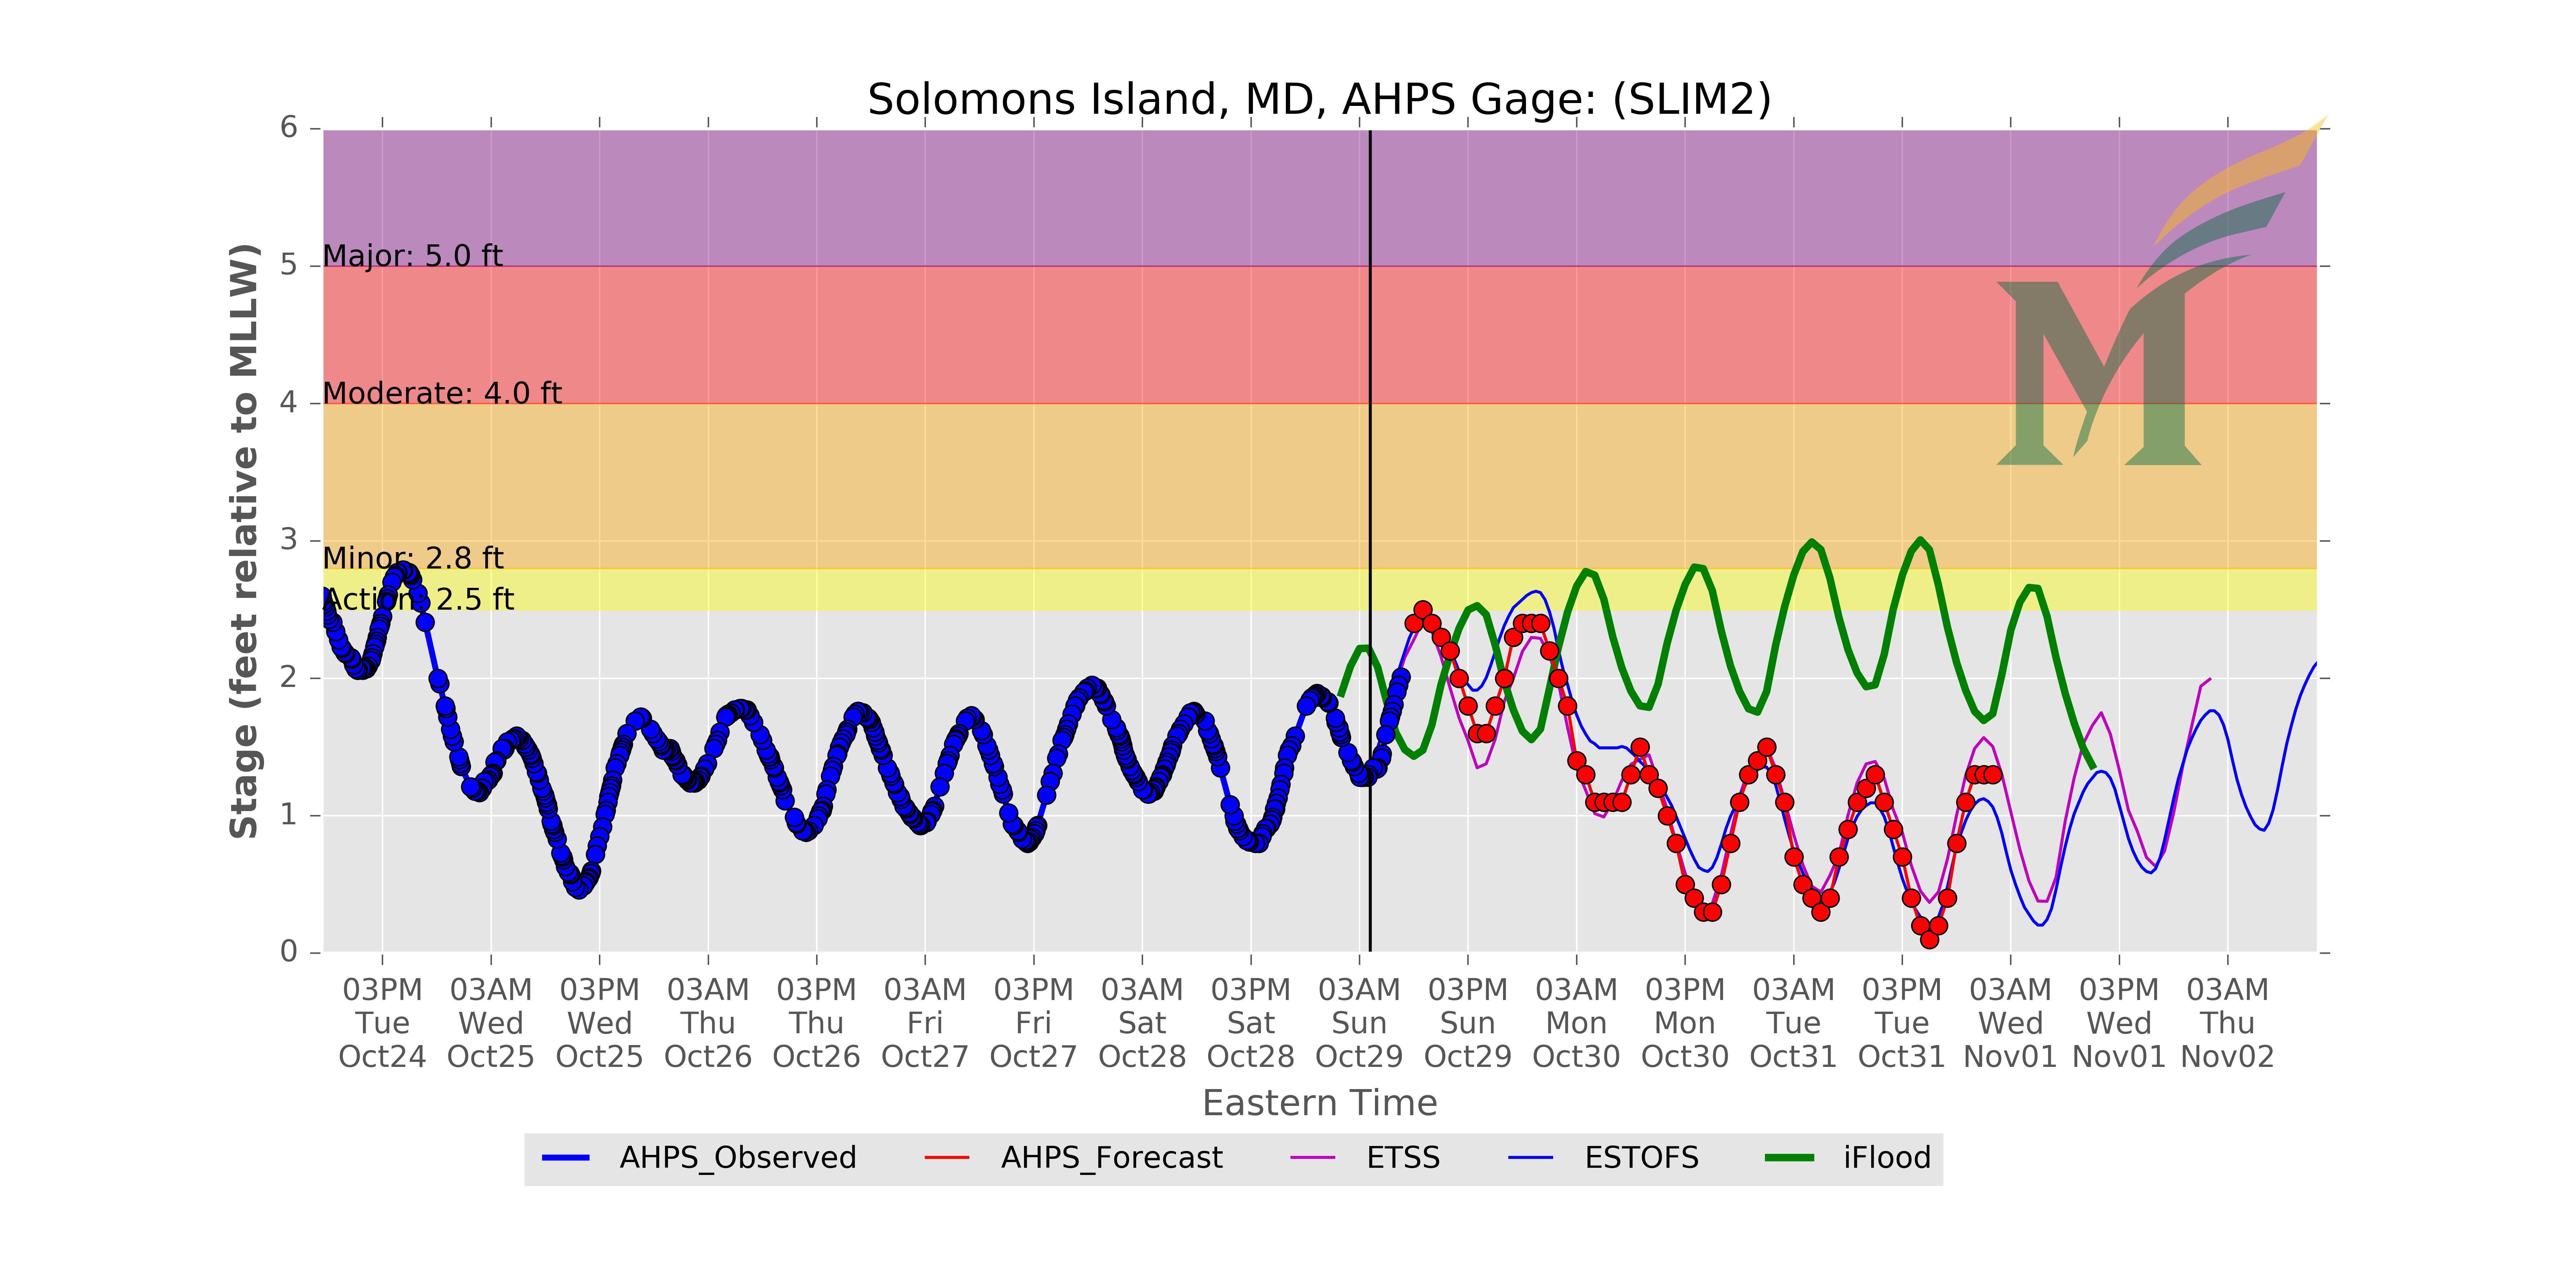 Solomons Island, MD, AHPS Gage: (SLIM2)
Stage (feet relative to MLLW)
6
5
4
3
2
1
0
Major: 5.0 ft
Moderate: 4.0 ft
Minor: 2.8 ft
Action: 2.5 ft
M
03PM 03AM 03PM 03AM 03PM 03AM 03PM 03AM 03PM 03AM 03PM 03AM 03PM 03AM 03PM 03AM 03PM 03AM
Tue Wed Wed Thu Thu Fri Fri Sat Sat Sun Sun Mon Mon Tue Tue Wed Wed Thu
Oct24 Oct25 Oct25 Oct26 Oct26 Oct27 Oct27 Oct28 Oct28 Oct29 Oct29 Oct30 Oct30 Oct31 Oct31 Nov01 Nov01 Nov02
Eastern Time
AHPS_Observed AHPS_Forecast ETSS ESTOFS iFlood